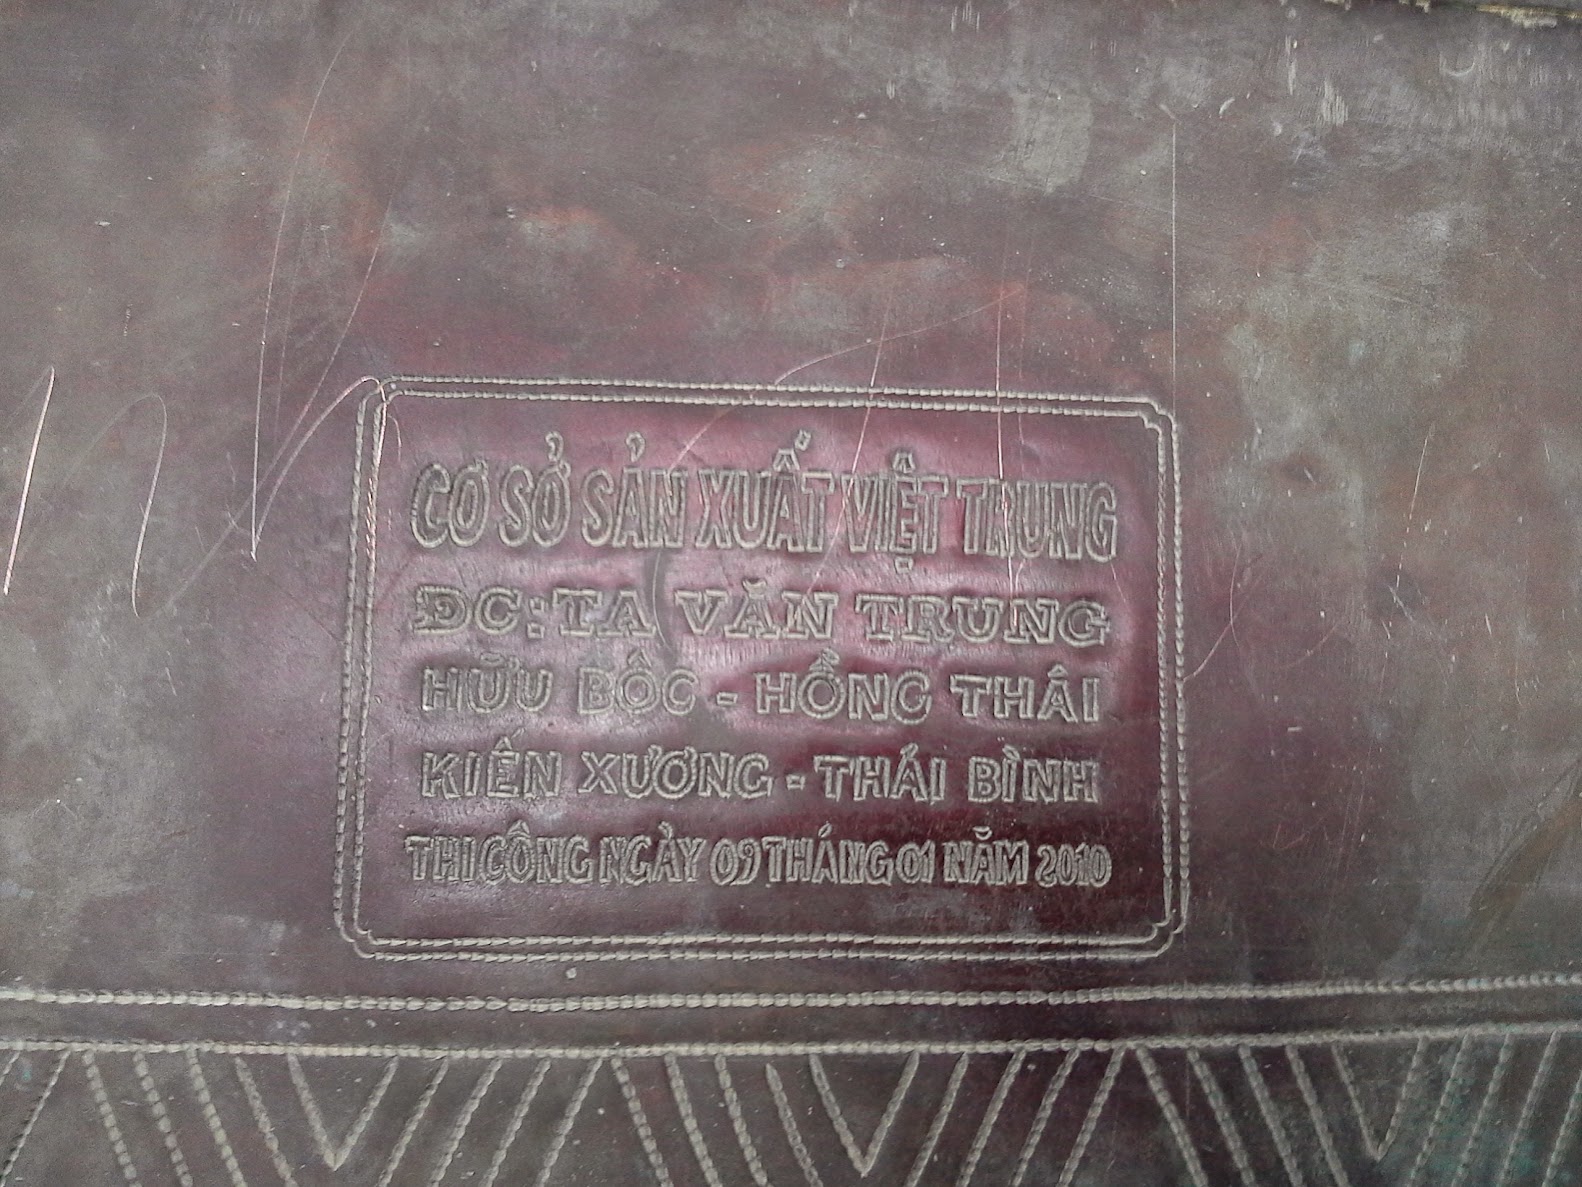 CƠ SỞ SẢN XUẤT VIỆT TRUNG
ĐC: TA VĂN TRUNG
HỮU BỘC - HỒNG THÁI
KIẾN XƯƠNG - THÁI BÌNH
THI CÔNG NGÀY 09 THÁNG 01 NĂM 2010